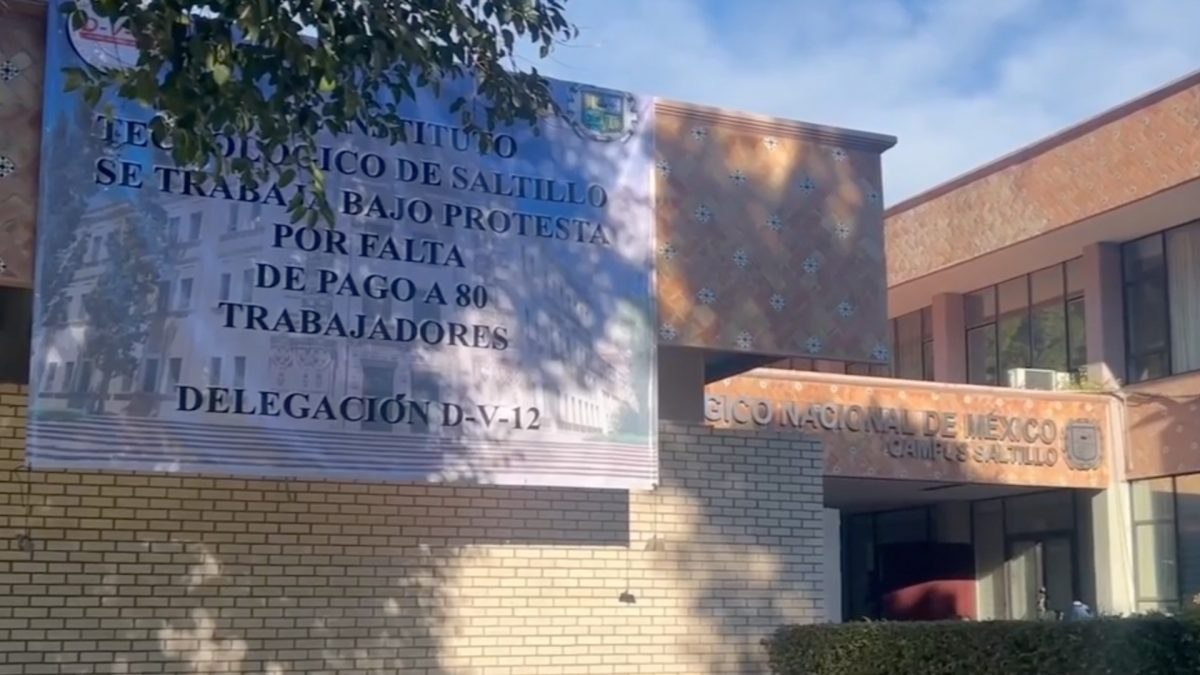 INSTITUTO
TECNOLÓGICO DE SALTILLO
SE TRABAJA BAJO PROTESTA
POR FALTA
DE PAGO A 80
TRABAJADORES
DELEGACIÓN D-V-12
GICO NACIONAL DE MÉXICO
CAMPUS SALTILLO